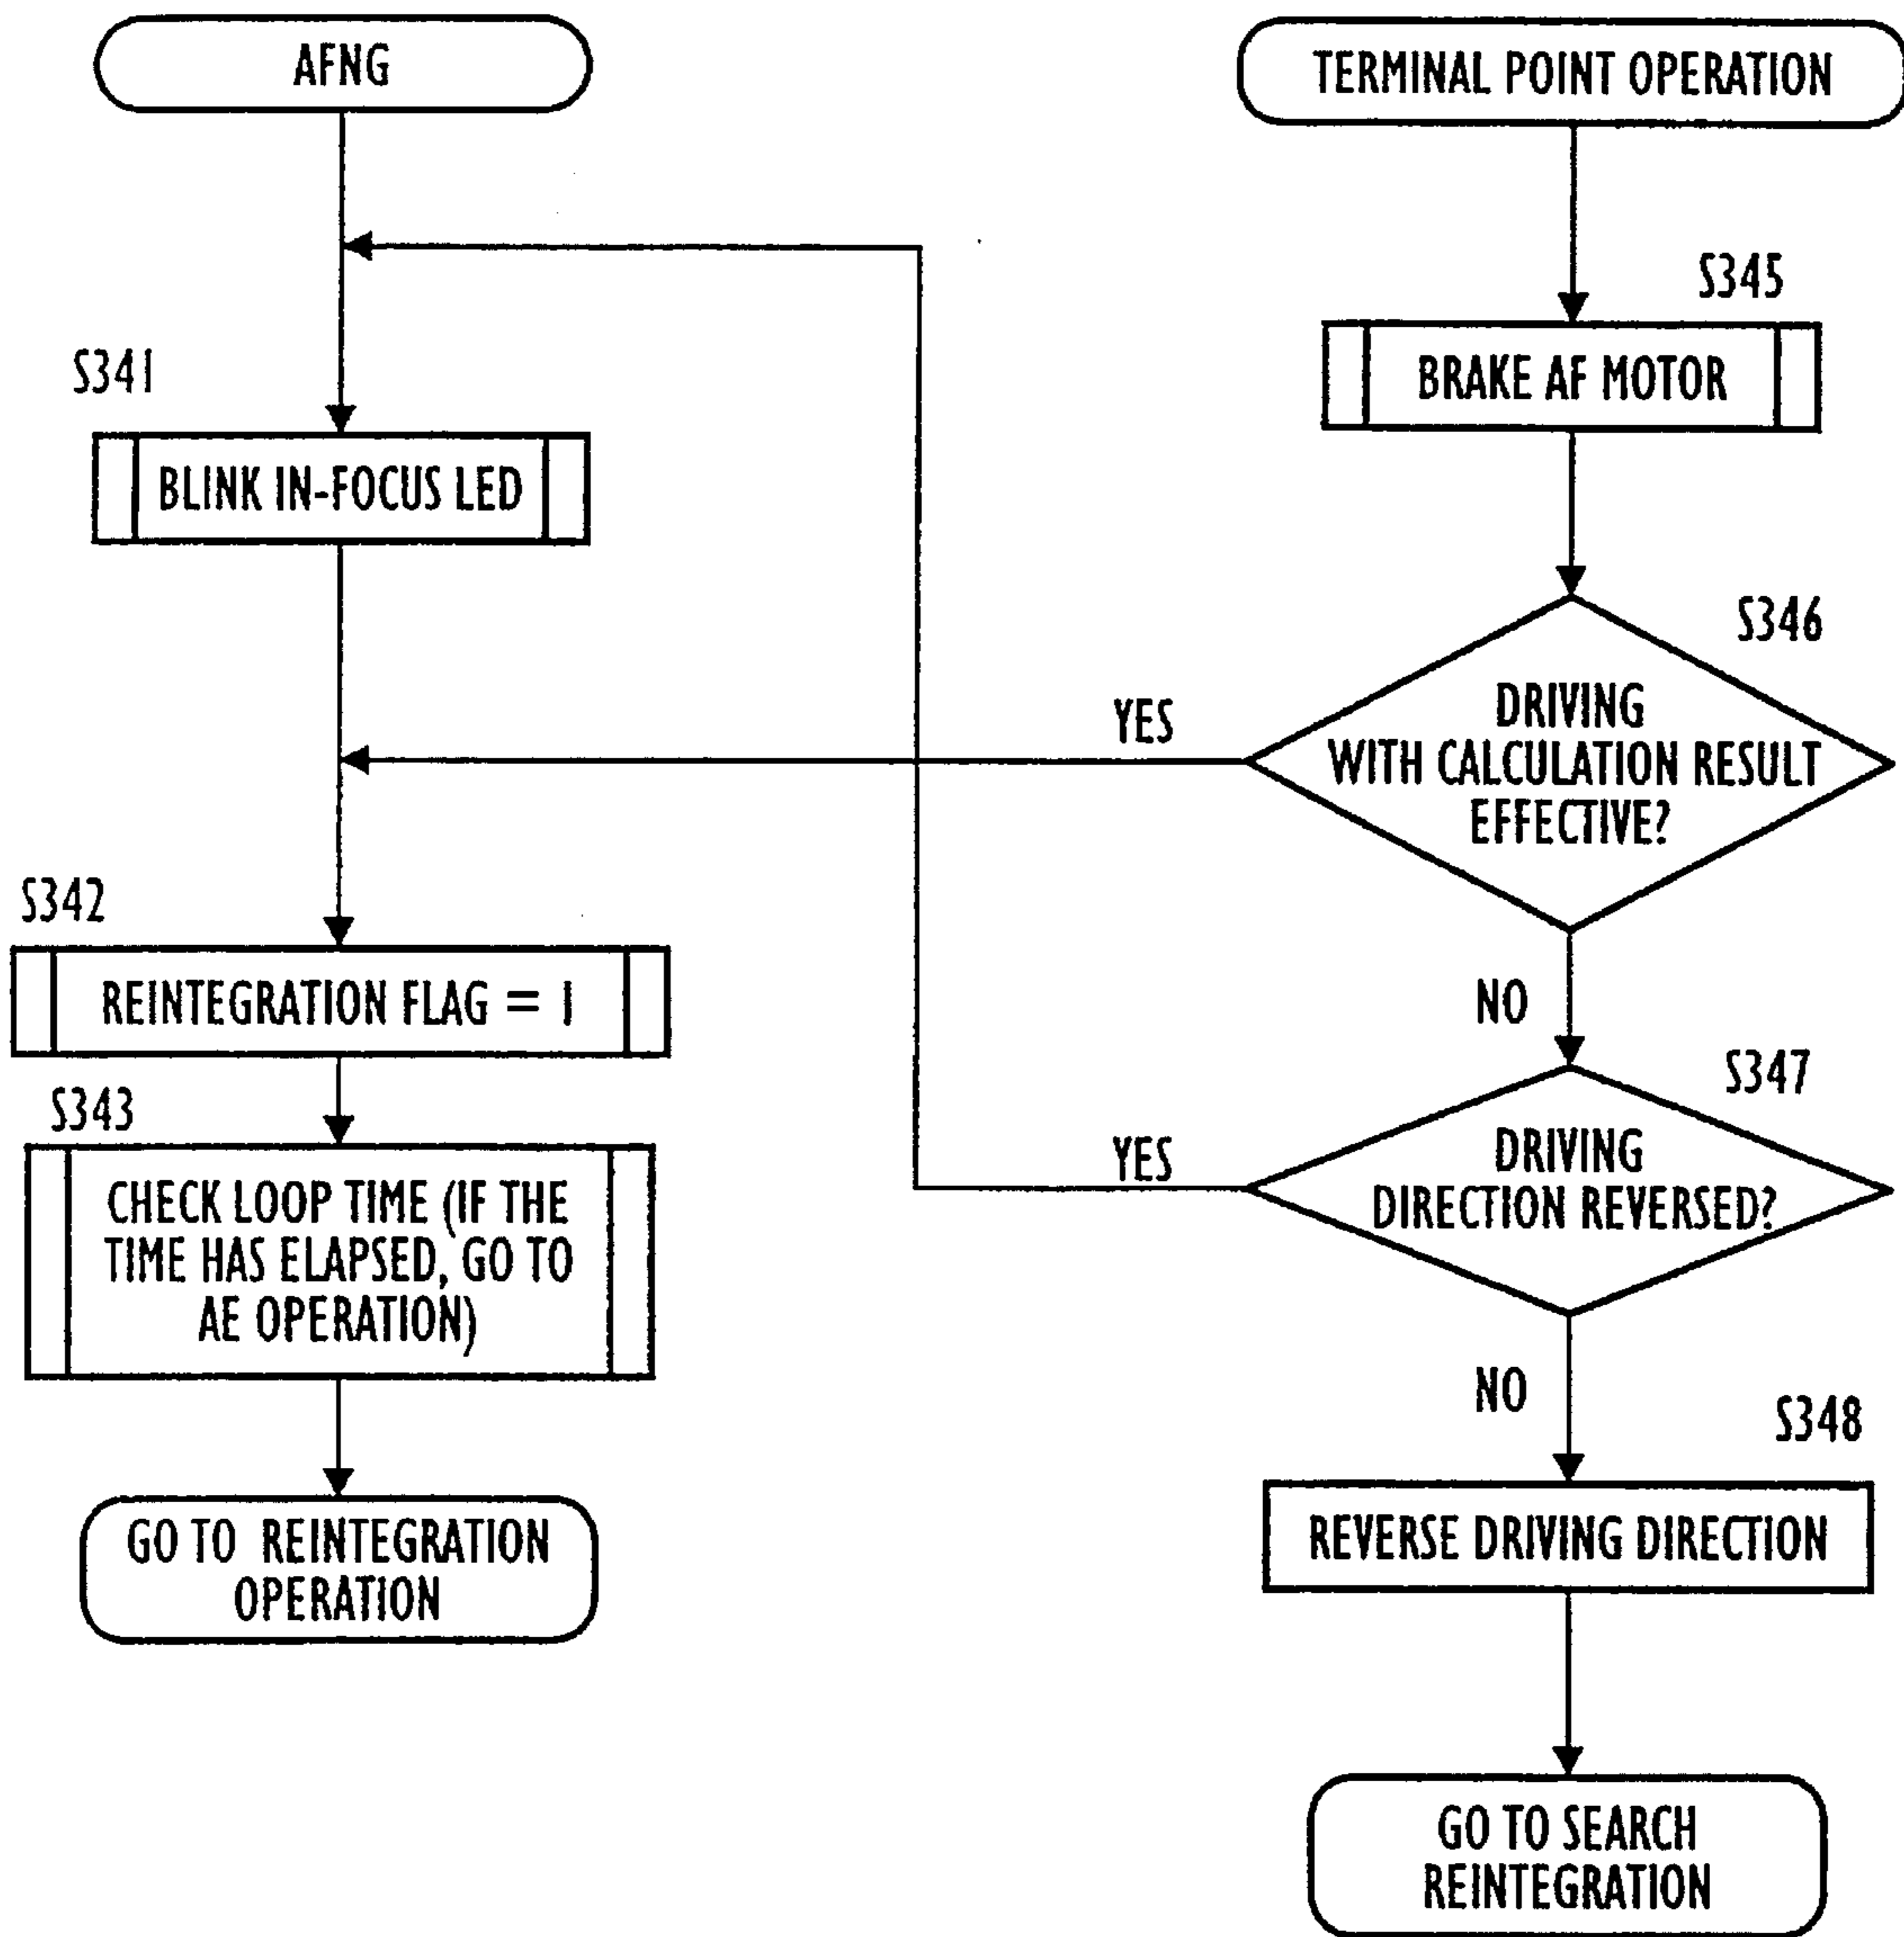 AFNG
S341
BLINK IN-FOCUS LED
S342
REINTEGRATION FLAG = 1
S343
CHECK LOOP TIME (IF THE
TIME HAS ELAPSED, GO TO
AE OPERATION)
GO TO REINTEGRATION
OPERATION
TERMINAL POINT OPERATION
S345
BRAKE AF MOTOR
S346
DRIVING
WITH CALCULATION RESULT
EFFECTIVE?
YES
NO
S347
DRIVING
DIRECTION REVERSED?
YES
NO
S348
REVERSE DRIVING DIRECTION
GO TO SEARCH
REINTEGRATION